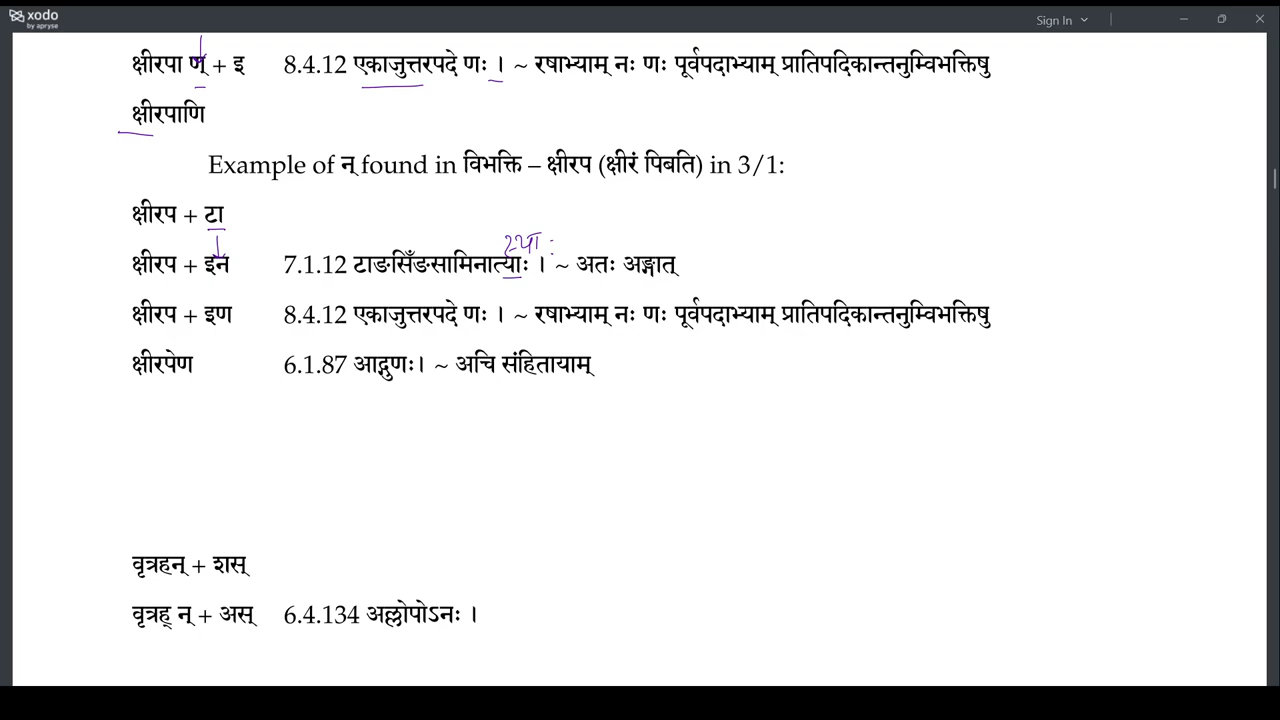 xodo
by apryse
Sign In
क्षीरपा ण् + इ 8.4.12 एकाजुत्तरपदे णः । ~ रषाभ्याम् नः णः पूर्वपदाभ्याम् प्रातिपदिकान्तनुम्विभक्तिषु
क्षीरपाणि
Example of न् found in विभक्ति – क्षीरप (क्षीरं पिबति) in 3/1:
क्षीरप + टा
स्याः
क्षीरप + इन 7.1.12 टाङसिँङसामिनात्याः । ~ अतः अङ्गात्
क्षीरप + इण 8.4.12 एकाजुत्तरपदे णः । ~ रषाभ्याम् नः णः पूर्वपदाभ्याम् प्रातिपदिकान्तनुम्विभक्तिषु
क्षीरपेण 6.1.87 आद्गुणः। ~ अचि संहितायाम्
वृत्रहन् + शस्
वृत्रह् न् + अस् 6.4.134 अल्लोपोऽनः ।